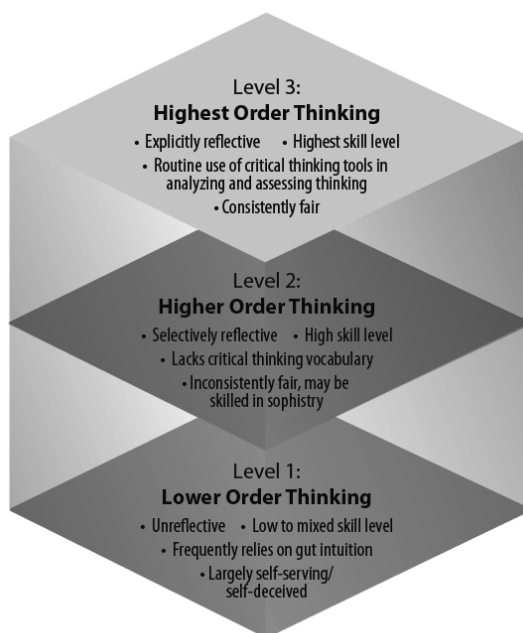 Level 3:
Highest Order Thinking
• Explicitly reflective • Highest skill level
• Routine use of critical thinking tools in
analyzing and assessing thinking
• Consistently fair
Level 2:
Higher Order Thinking
• Selectively reflective • High skill level
• Lacks critical thinking vocabulary
• Inconsistently fair, may be
skilled in sophistry
Level 1:
Lower Order Thinking
• Unreflective • Low to mixed skill level
• Frequently relies on gut intuition
• Largely self-serving/
self-deceived